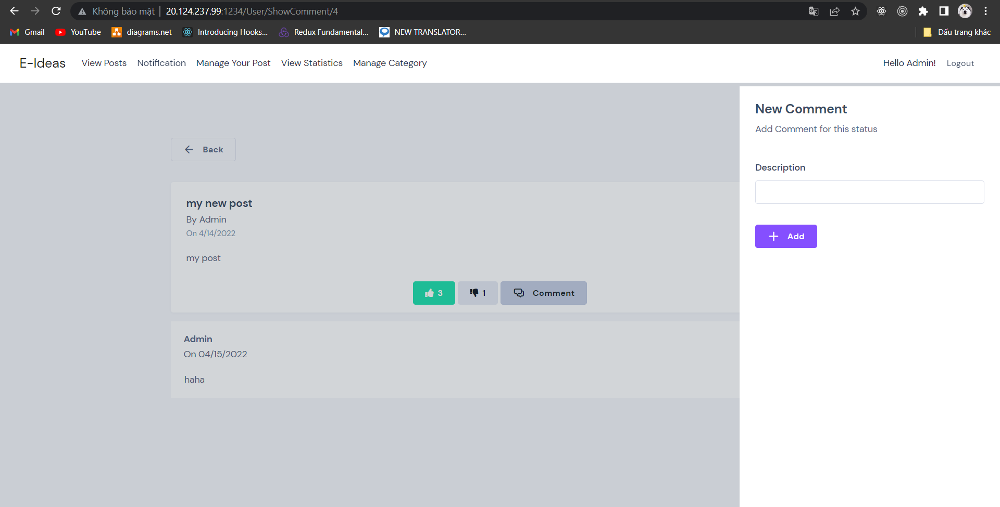 Không bảo mật | 20.124.237.99:1234/User/ShowComment/4
Gmail YouTube diagrams.net Introducing Hooks... Redux Fundamental... NEW TRANSLATOR... Dấu trang khác
E-Ideas View Posts Notification Manage Your Post View Statistics Manage Category Hello Admin! Logout
Back
my new post
By Admin
On 4/14/2022
my post
3 1 Comment
Admin
On 04/15/2022
haha
New Comment
Add Comment for this status
Description
Add